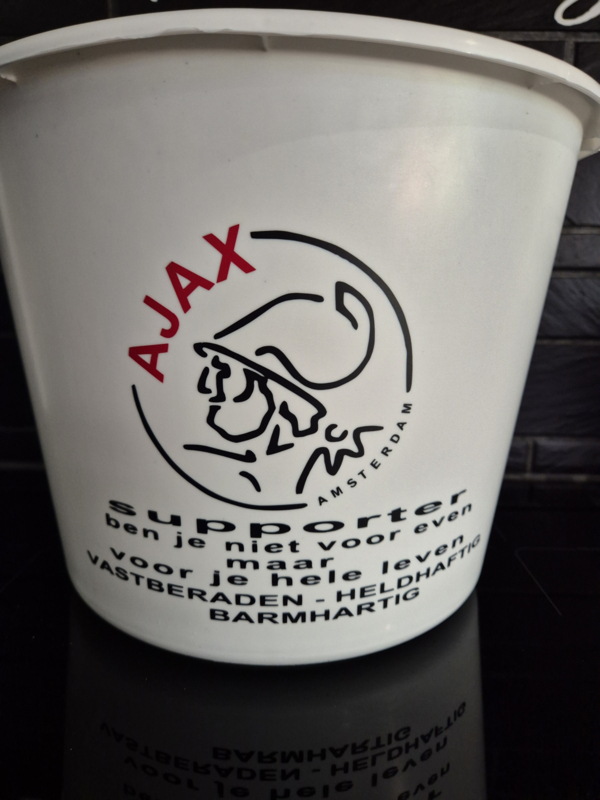 AJAX
AMSTERDAM
supporter
ben je niet voor even
maar
voor je hele leven
VASTBERADEN - HELDHAFTIG
BARMHARTIG